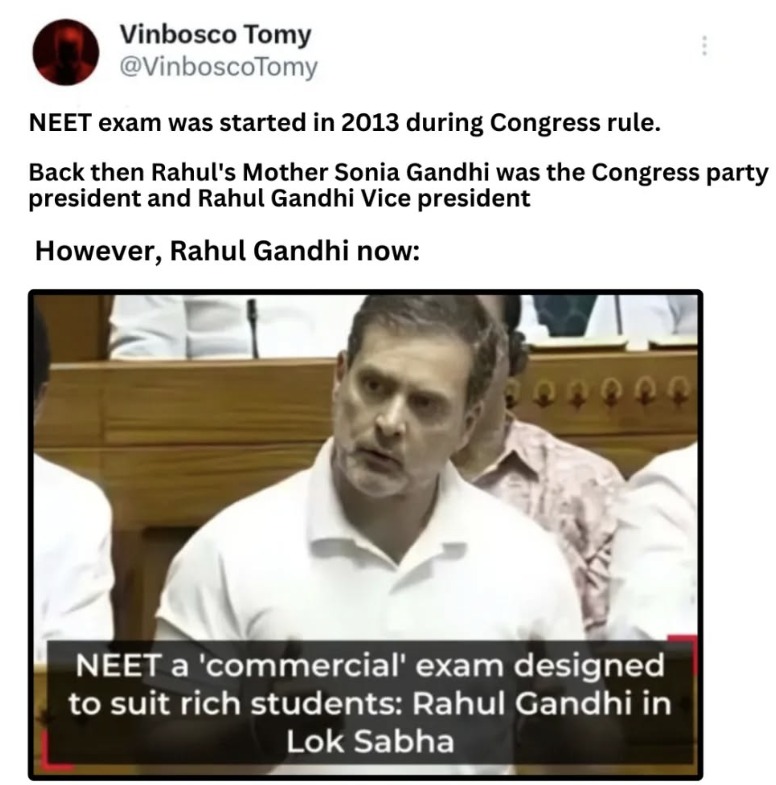 Vinbosco Tomy
@VinboscoTomy
NEET exam was started in 2013 during Congress rule.
Back then Rahul's Mother Sonia Gandhi was the Congress party
president and Rahul Gandhi Vice president
However, Rahul Gandhi now:
NEET a 'commercial' exam designed
to suit rich students: Rahul Gandhi in
Lok Sabha